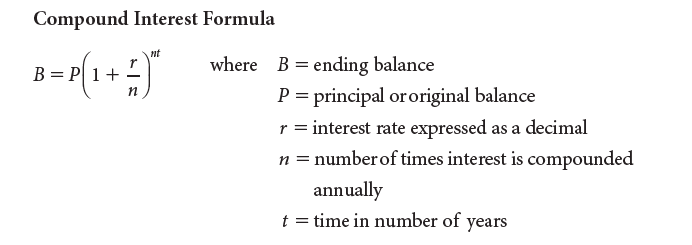 Compound Interest Formula
B = P(1 + r/n)^nt where B = ending balance
P = principal or original balance
r = interest rate expressed as a decimal
n = number of times interest is compounded
annually
t = time in number of years